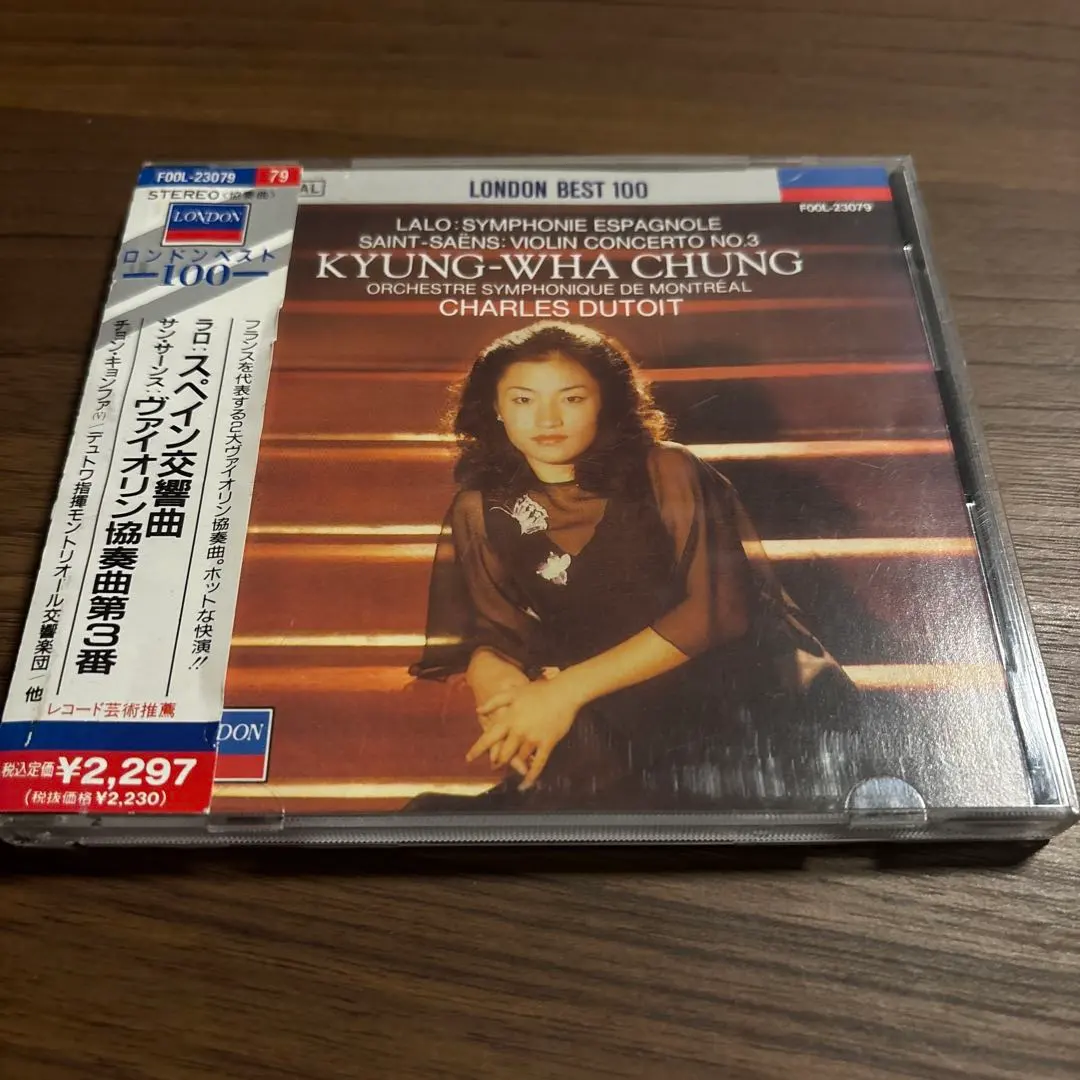 FOOL-23079 79
STEREO〈協奏曲〉
LONDON
ロンドンベスト
100
フランスを代表する2大ヴァイオリン協奏曲。ホットな快演!!
ラロ:スペイン交響曲
サン・サーンス:ヴァイオリン協奏曲第3番
チョン・キョンファ(V)/デュトワ指揮モントリオール交響楽団/他
レコード芸術推薦
税込定価¥2,297
(税抜価格¥2,230)
LONDON BEST 100
FOOL-23079
LALO: SYMPHONIE ESPAGNOLE
SAINT-SAËNS: VIOLIN CONCERTO NO.3
KYUNG-WHA CHUNG
ORCHESTRE SYMPHONIQUE DE MONTRÉAL
CHARLES DUTOIT